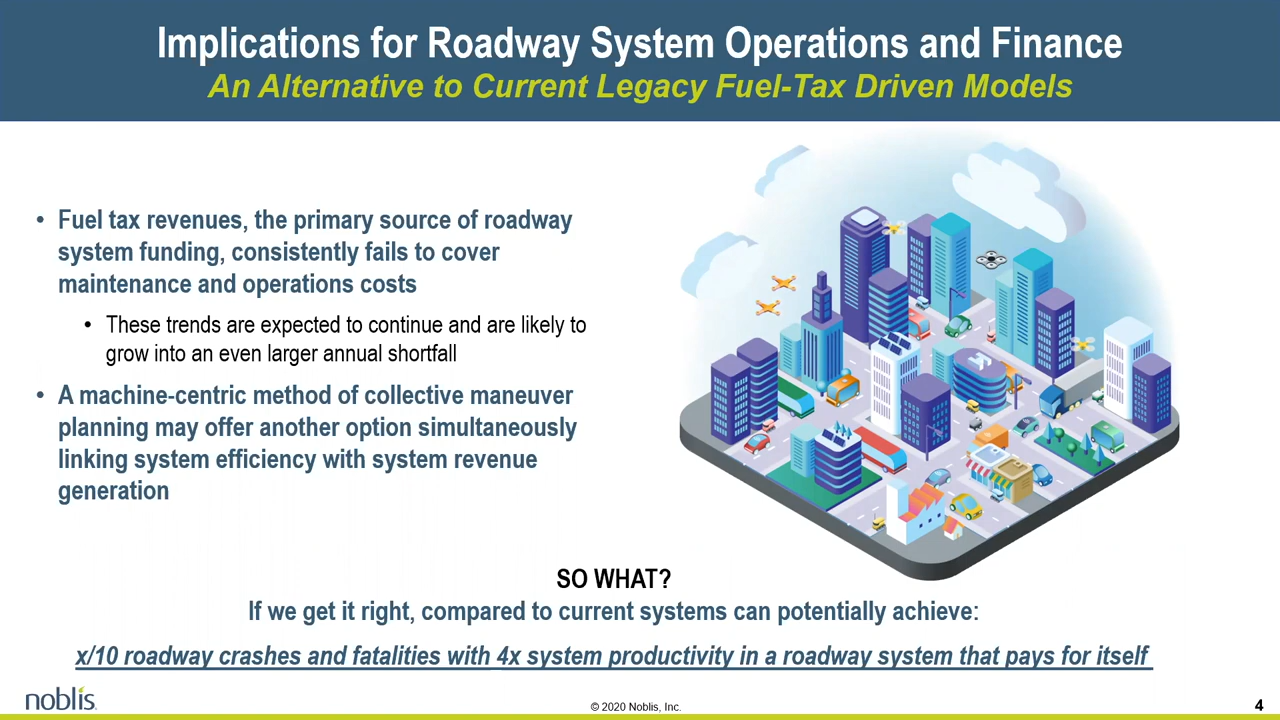 Implications for Roadway System Operations and Finance
An Alternative to Current Legacy Fuel-Tax Driven Models
• Fuel tax revenues, the primary source of roadway
system funding, consistently fails to cover
maintenance and operations costs
• These trends are expected to continue and are likely to
grow into an even larger annual shortfall
• A machine-centric method of collective maneuver
planning may offer another option simultaneously
linking system efficiency with system revenue
generation
SO WHAT?
If we get it right, compared to current systems can potentially achieve:
x/10 roadway crashes and fatalities with 4x system productivity in a roadway system that pays for itself
noblis.
© 2020 Noblis, Inc.
4